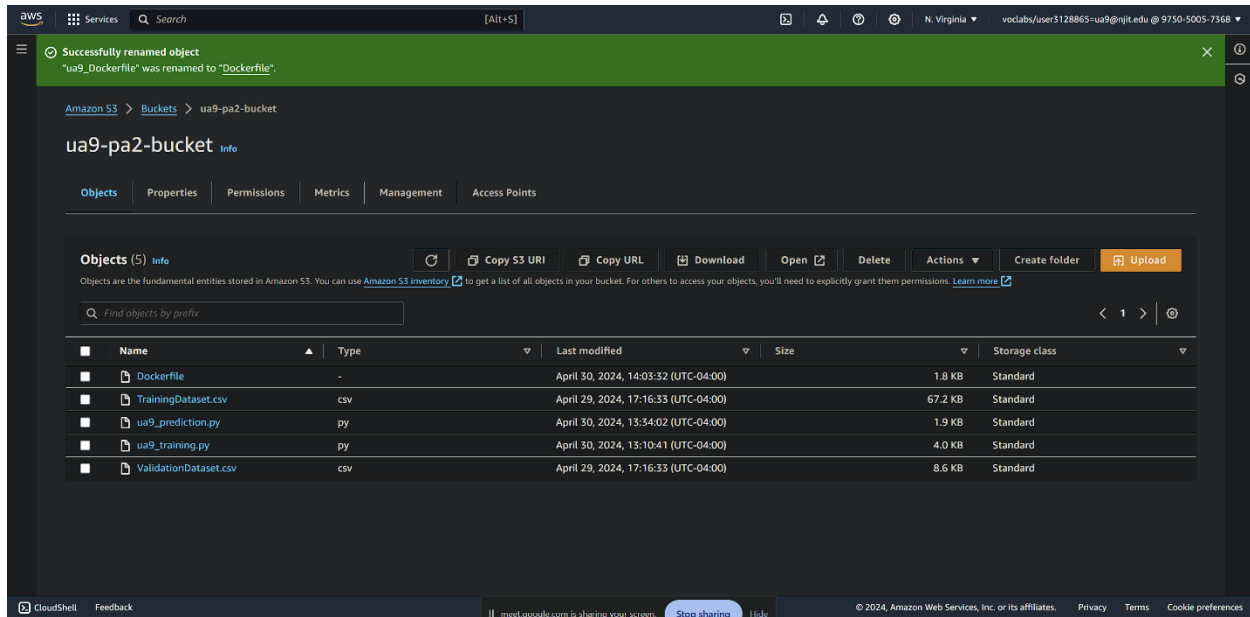 aws Services Search [Alt+S] N. Virginia ▼ voclabs/user3128865=ua9@njit.edu @ 9750-5005-7368 ▼
Successfully renamed object
"ua9_Dockerfile" was renamed to "Dockerfile".
Amazon S3 > Buckets > ua9-pa2-bucket
ua9-pa2-bucket Info
Objects Properties Permissions Metrics Management Access Points
Objects (5) Info Copy S3 URI Copy URL Download Open Delete Actions ▼ Create folder Upload
Objects are the fundamental entities stored in Amazon S3. You can use Amazon S3 inventory to get a list of all objects in your bucket. For others to access your objects, you'll need to explicitly grant them permissions. Learn more
Find objects by prefix < 1 >
Name Type Last modified Size Storage class
Dockerfile - April 30, 2024, 14:03:32 (UTC-04:00) 1.8 KB Standard
TrainingDataset.csv csv April 29, 2024, 17:16:33 (UTC-04:00) 67.2 KB Standard
ua9_prediction.py py April 30, 2024, 13:34:02 (UTC-04:00) 1.9 KB Standard
ua9_training.py py April 30, 2024, 13:10:41 (UTC-04:00) 4.0 KB Standard
ValidationDataset.csv csv April 29, 2024, 17:16:33 (UTC-04:00) 8.6 KB Standard
CloudShell Feedback meet.google.com is sharing your screen. Stop sharing Hide © 2024, Amazon Web Services, Inc. or its affiliates. Privacy Terms Cookie preferences